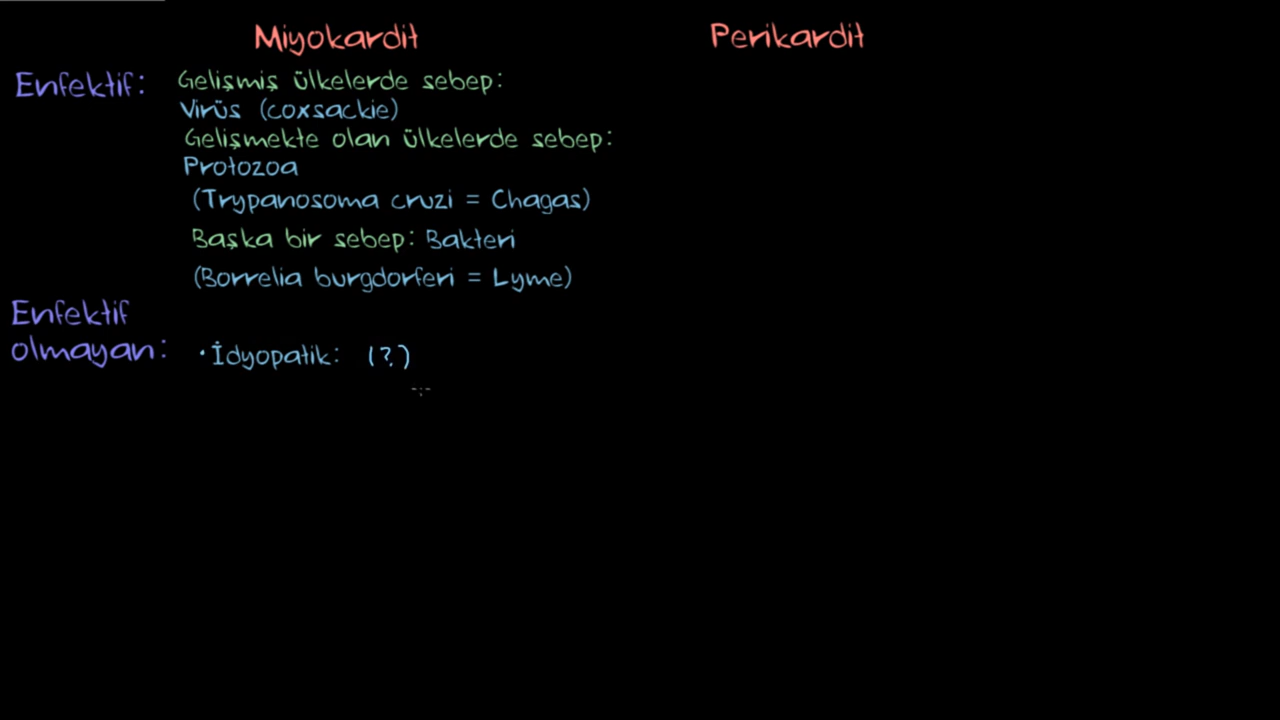 Miyokardit Perikardit
Enfektif: Gelişmiş ülkelerde sebep:
Virüs (coxsackie)
Gelişmekte olan ülkelerde sebep:
Protozoa
(Trypanosoma cruzi = Chagas)
Başka bir sebep: Bakteri
(Borrelia burgdorferi = Lyme)
Enfektif
olmayan: •İdyopatik: (?)